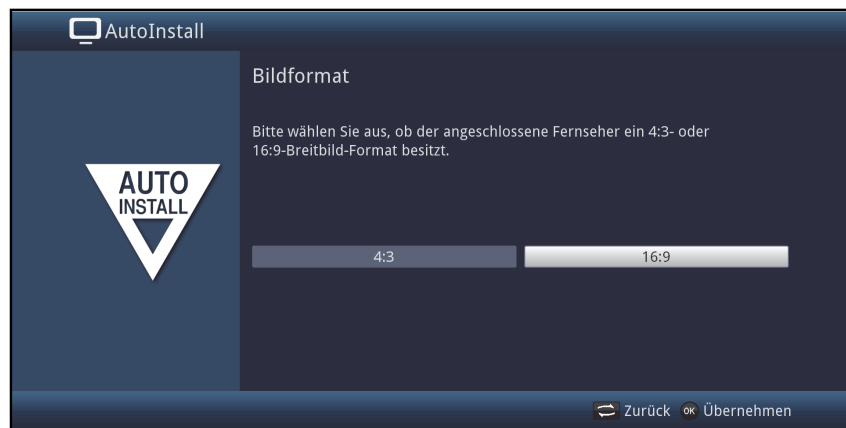 AutoInstall
Bildformat
Bitte wählen Sie aus, ob der angeschlossene Fernseher ein 4:3- oder
16:9-Breitbild-Format besitzt.
AUTO
INSTALL
4:3
16:9
Zurück OK Übernehmen